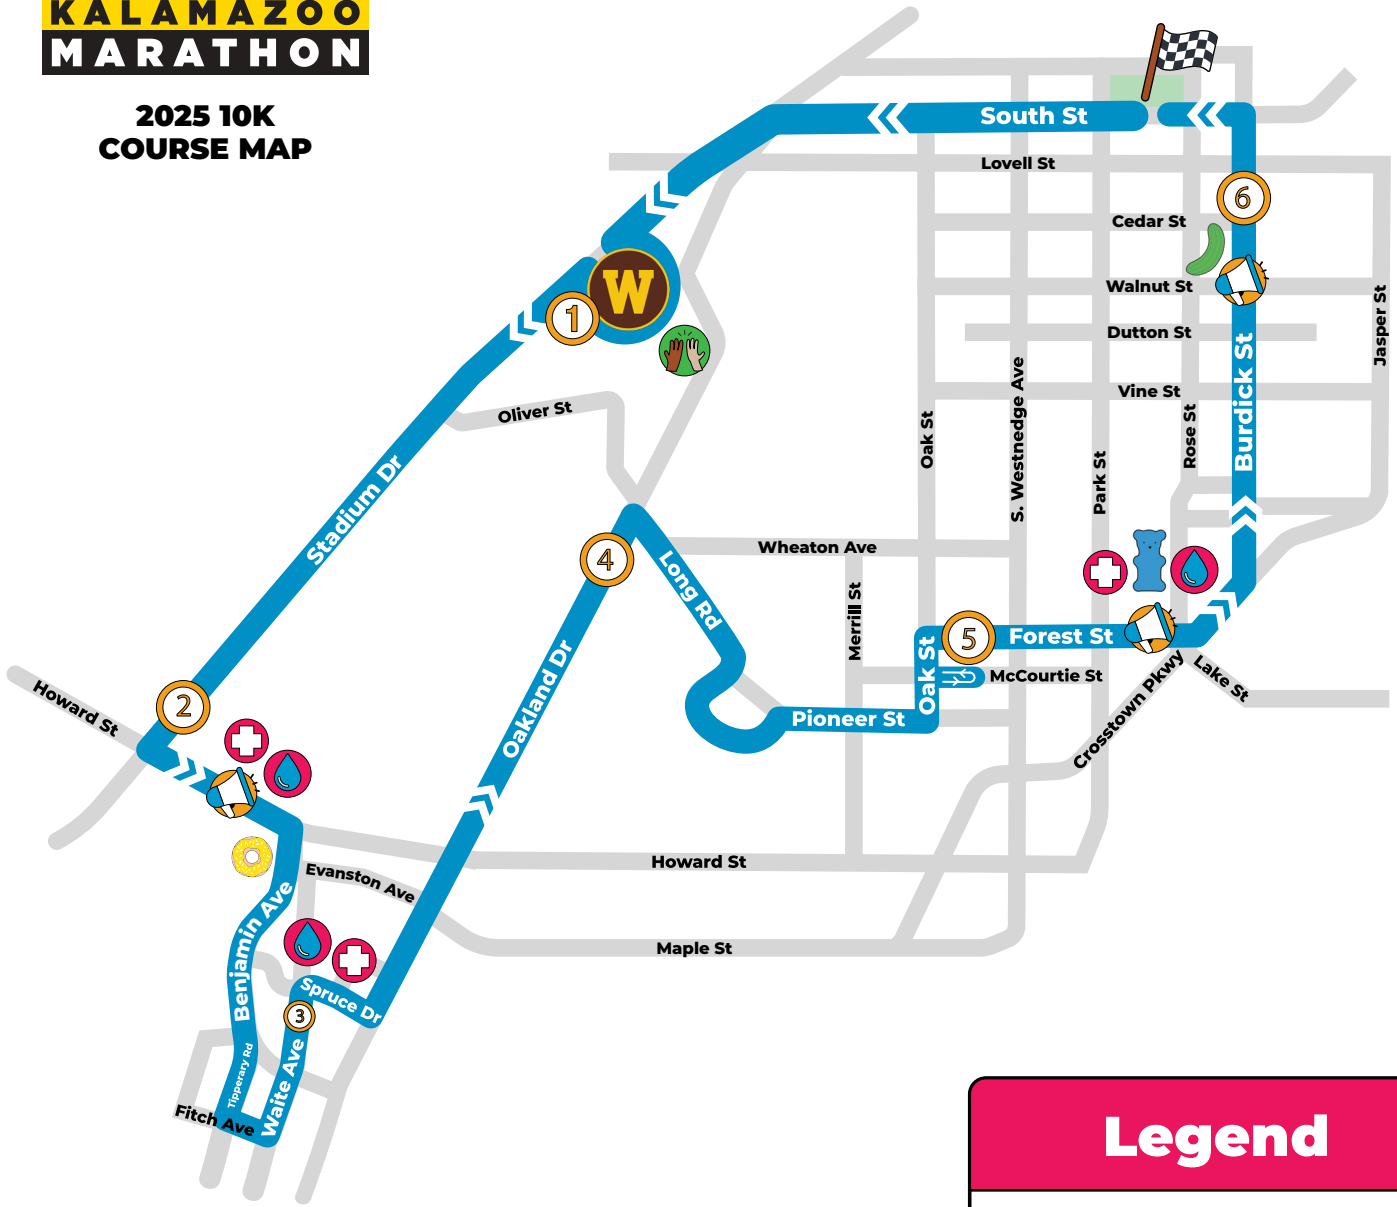 KALAMAZOO
MARATHON
2025 10K
COURSE MAP
South St
Lovell St
6
Cedar St
Walnut St
W
1
Dutton St
Jasper St
Vine St
Burdick St
Oliver St
Oak St
S. Westnedge Ave
Rose St
Park St
Stadium Dr
Wheaton Ave
4
Long Rd
Merrill St
5
Forest St
Oak St
McCourtie St
Lake St
Crosstown Pkwy
Pioneer St
Oakland Dr
Howard St
2
Howard St
Evanston Ave
Benjamin Ave
Maple St
Spruce Dr
3
Waite Ave
Tipperary Rd
Fitch Ave
Legend